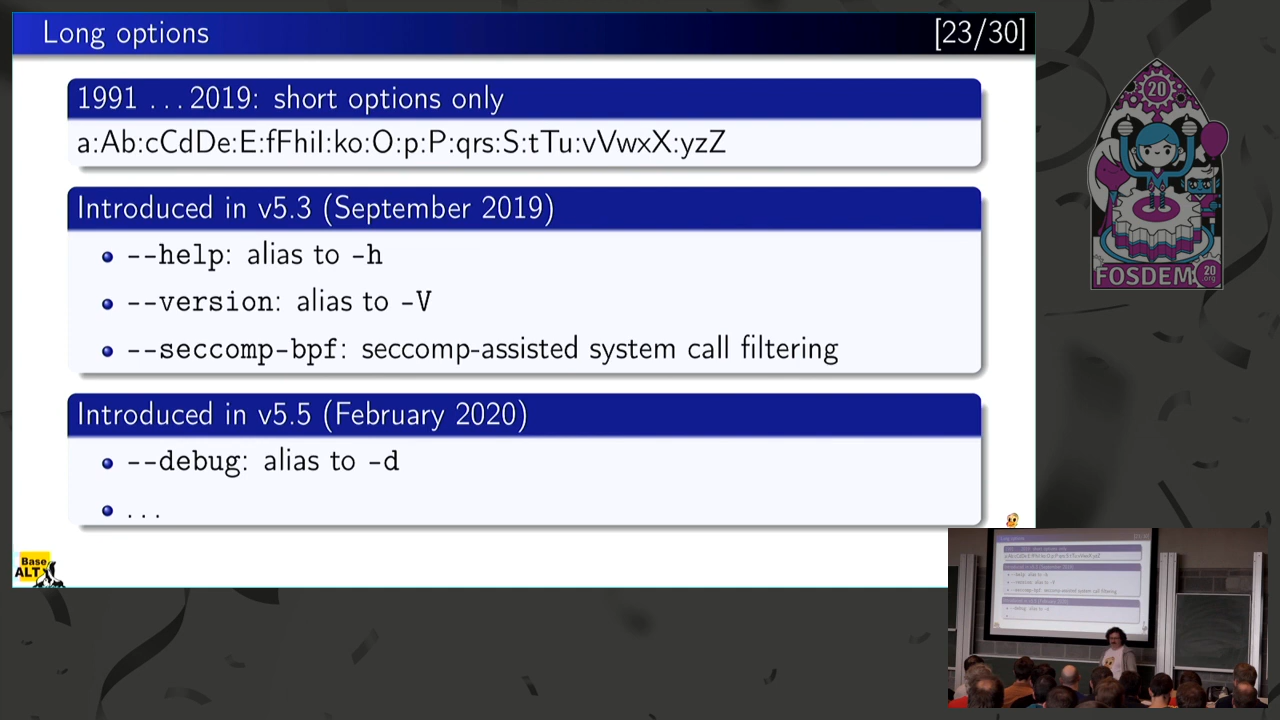 Long options
[23/30]
1991 ...2019: short options only
a:Ab:cCdDe:E:fFhiI:ko:O:p:P:qrs:S:tTu:vVwxX:yzZ
Introduced in v5.3 (September 2019)
--help: alias to -h
--version: alias to -V
--seccomp-bpf: seccomp-assisted system call filtering
Introduced in v5.5 (February 2020)
--debug: alias to -d
...
Base
ALT
20
FOSDEM
20
.org